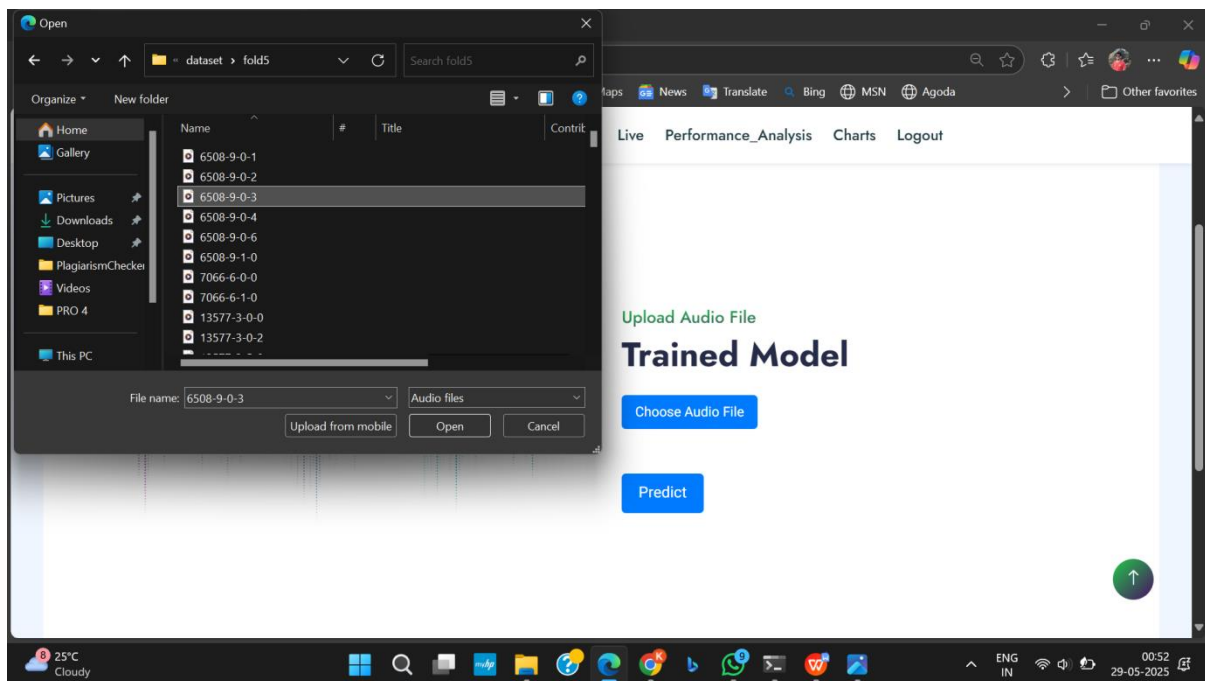 Open
dataset › fold5
Search fold5
Organize
New folder
Home
Gallery
Pictures
Downloads
Desktop
PlagiarismChecker
Videos
PRO 4
This PC
Name # Title Contrib
6508-9-0-1
6508-9-0-2
6508-9-0-3
6508-9-0-4
6508-9-0-6
6508-9-1-0
7066-6-0-0
7066-6-1-0
13577-3-0-0
13577-3-0-2
File name: 6508-9-0-3
Audio files
Upload from mobile
Open
Cancel
Maps News Translate Bing MSN Agoda Other favorites
Live Performance_Analysis Charts Logout
Upload Audio File
Trained Model
Choose Audio File
Predict
8
25°C
Cloudy
myhp
9
ENG
IN
00:52
29-05-2025